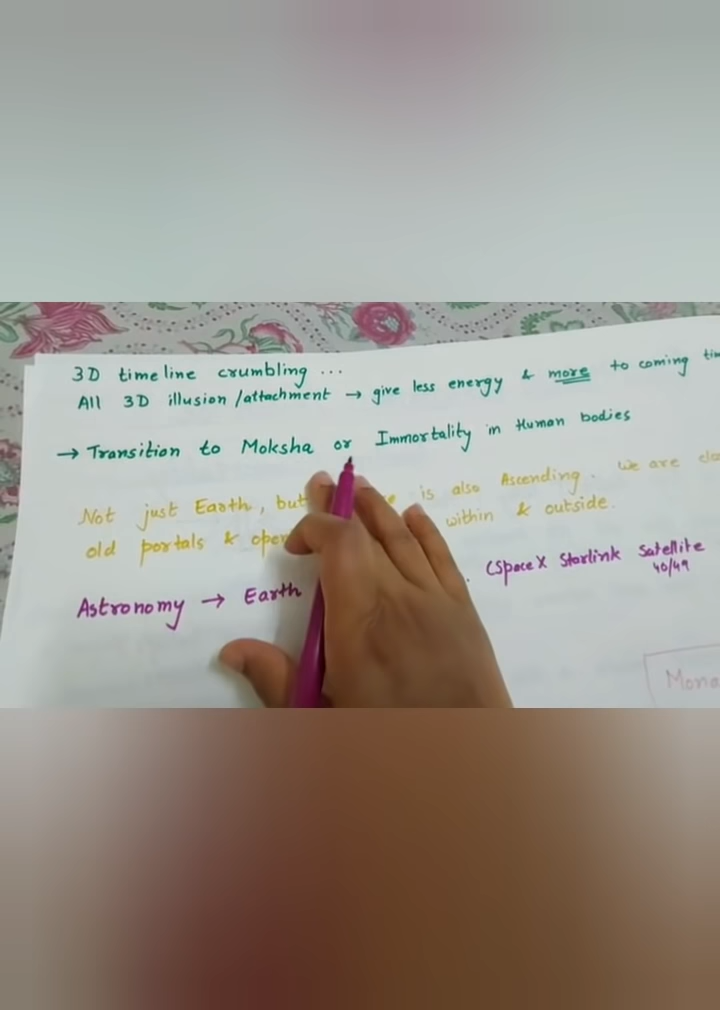 3D timeline crumbling ...
All 3D illusion/attachment → give less energy & more to coming
→ Transition to Moksha or Immortality in Human bodies
Not just Earth, but is also Ascending. We are
old portals & within & outside.
Astronomy → Earth (SpaceX Starlink Satellite
40/49